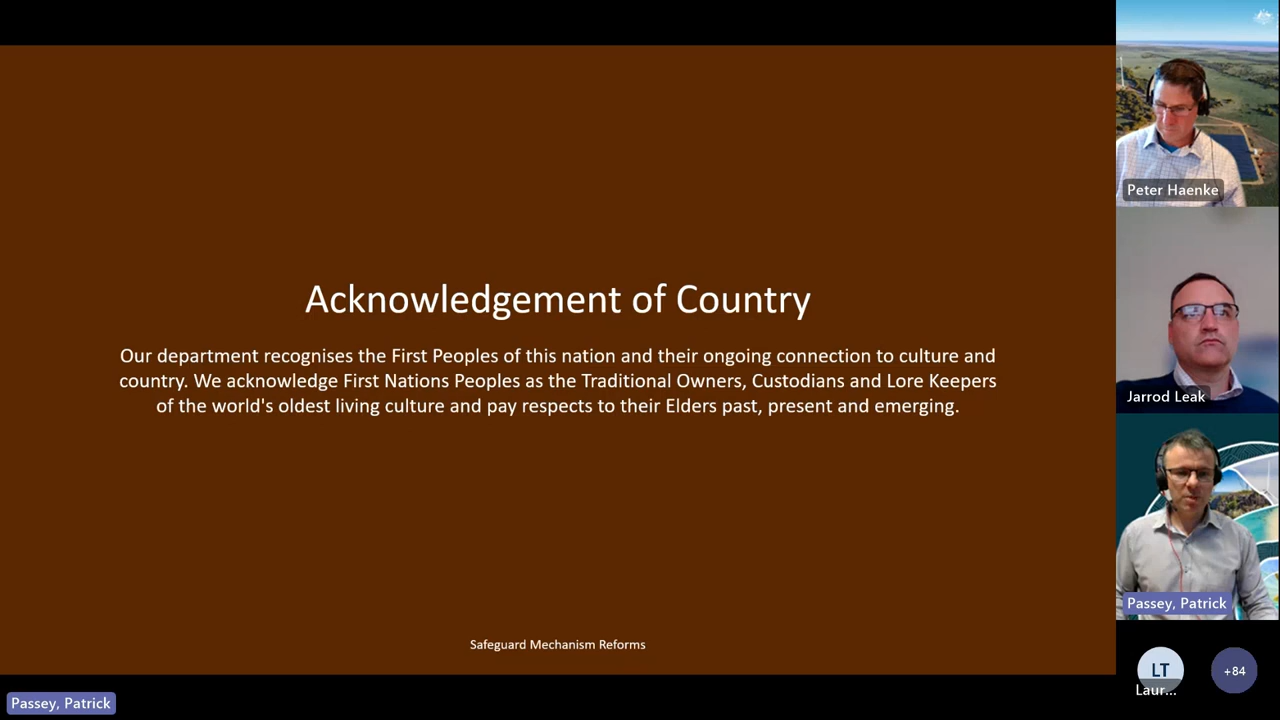 Acknowledgement of Country
Our department recognises the First Peoples of this nation and their ongoing connection to culture and
country. We acknowledge First Nations Peoples as the Traditional Owners, Custodians and Lore Keepers
of the world's oldest living culture and pay respects to their Elders past, present and emerging.
Safeguard Mechanism Reforms
Passey, Patrick
Peter Haenke
Jarrod Leak
Passey, Patrick
LT
Laur...
+84